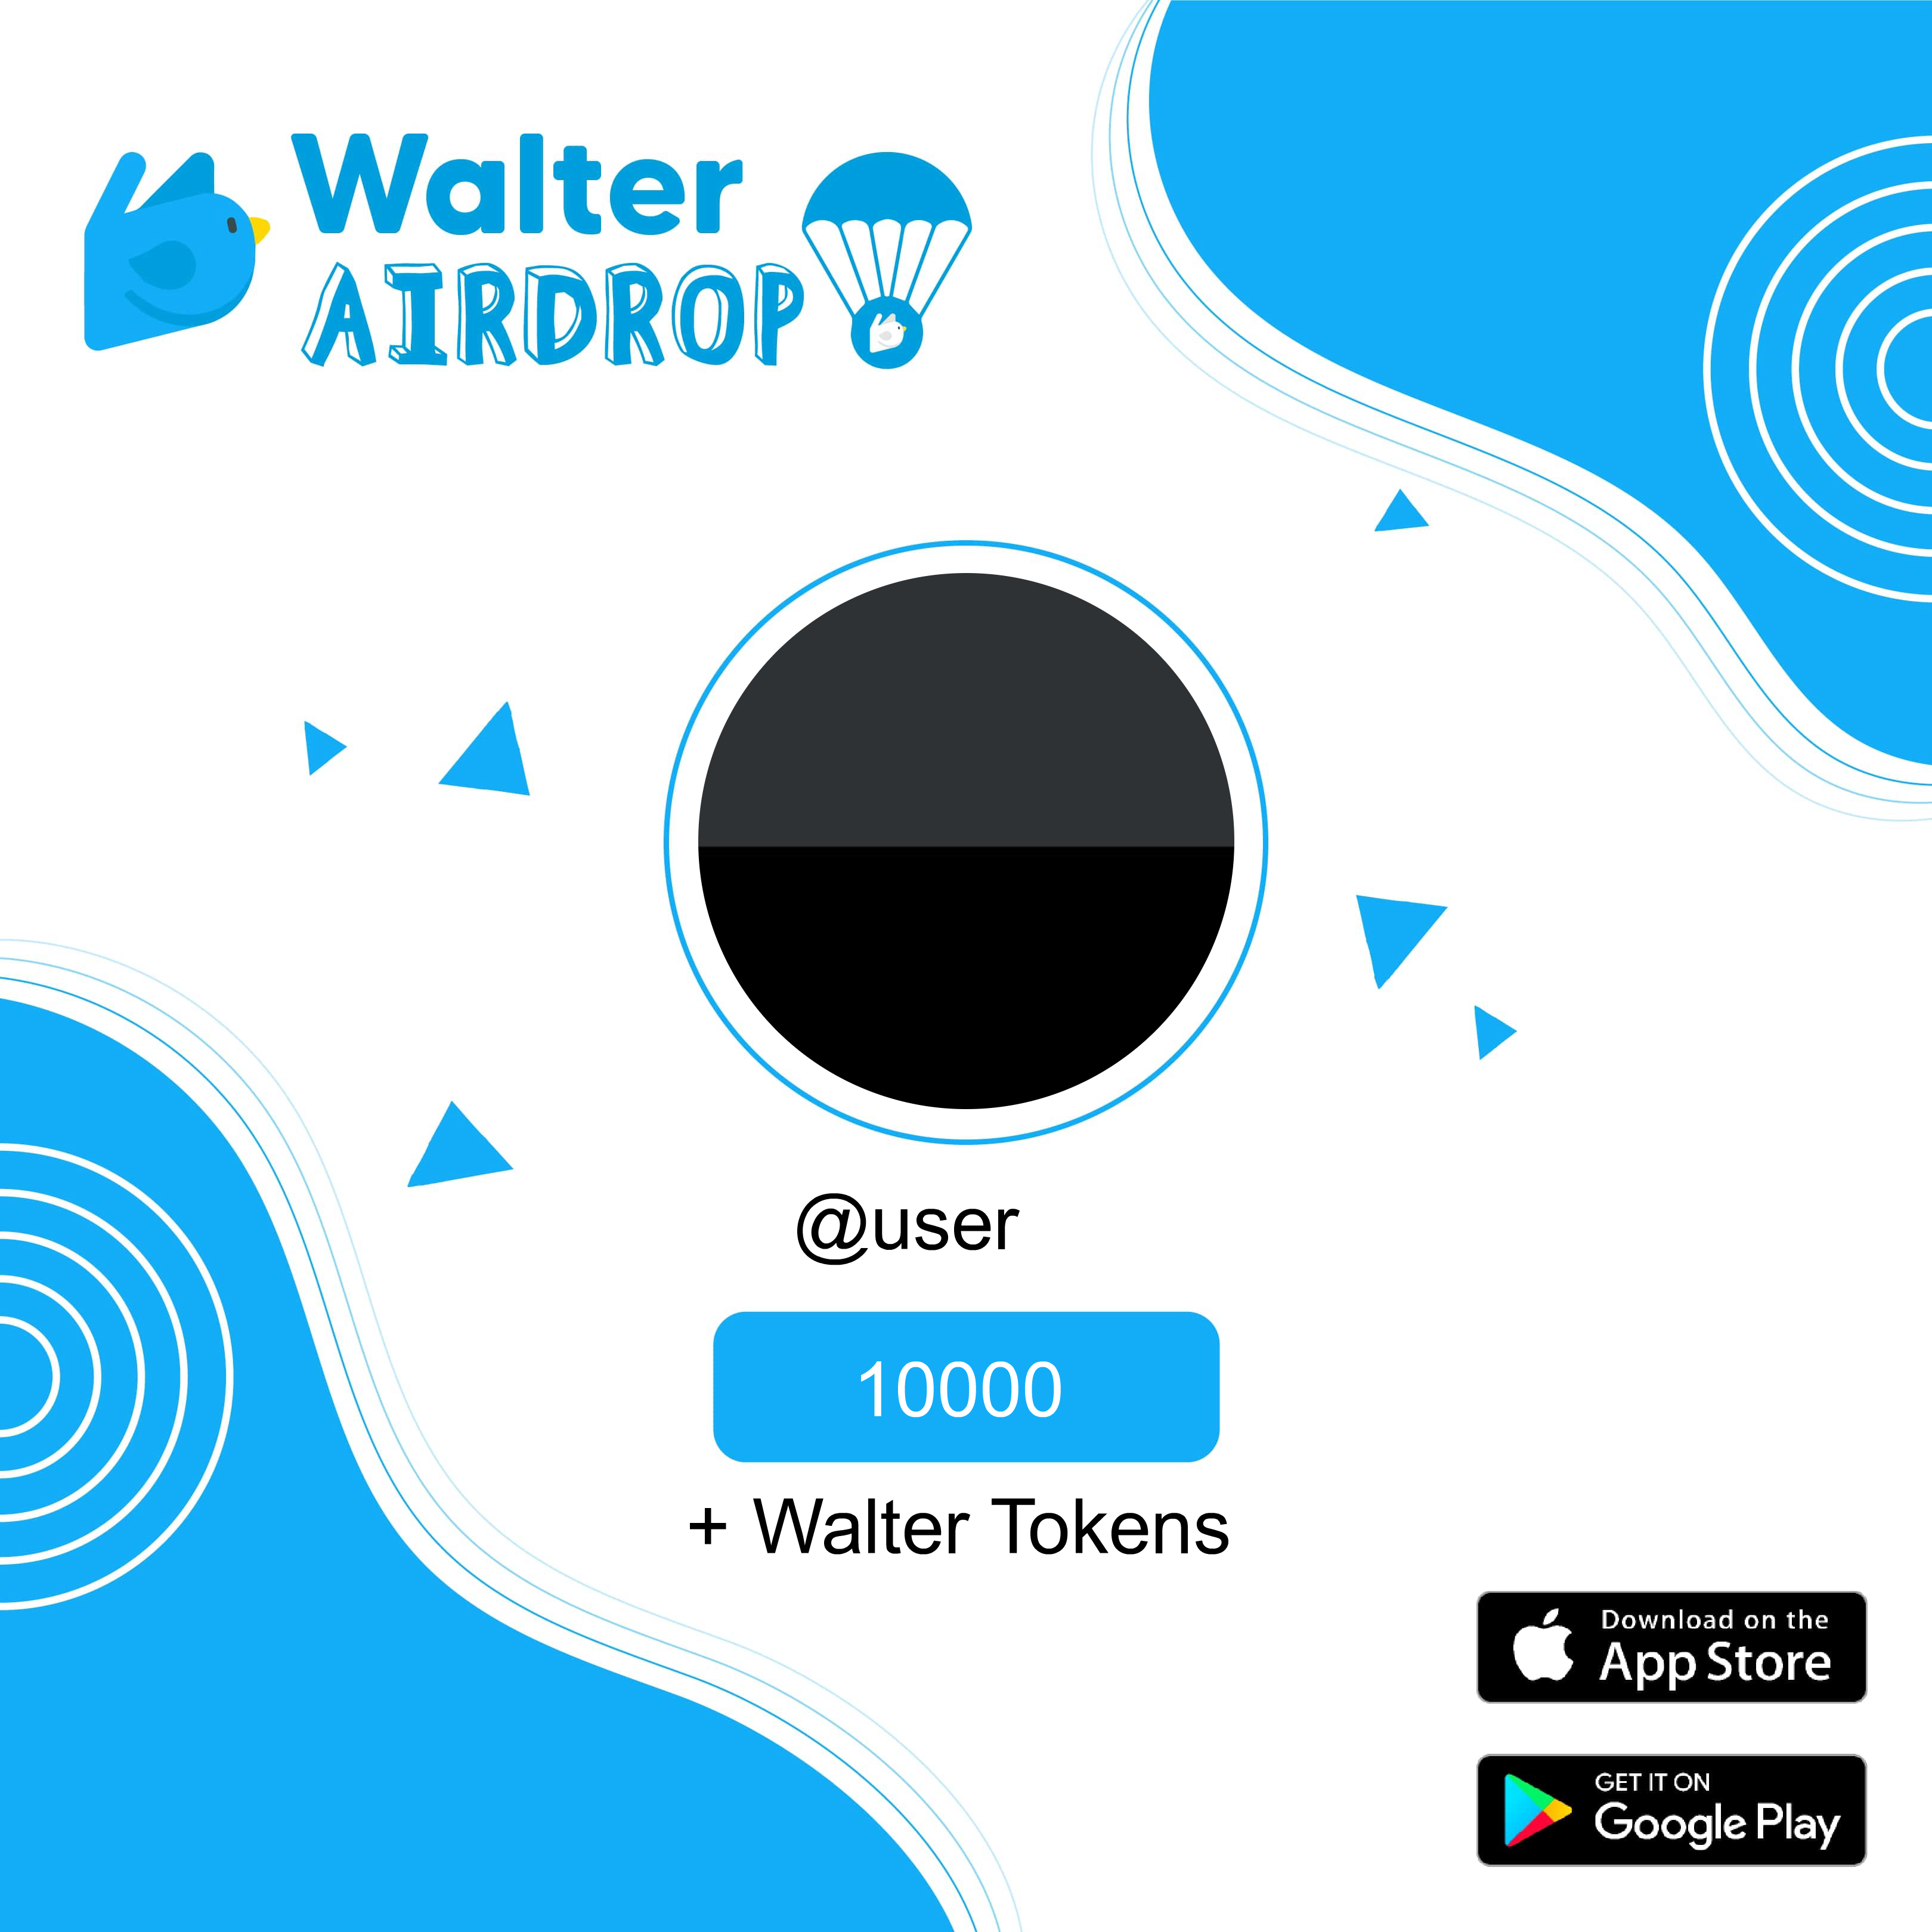 Walter
AIRDROP
@user
10000
+ Walter Tokens
Download on the
App Store
GET IT ON
Google Play